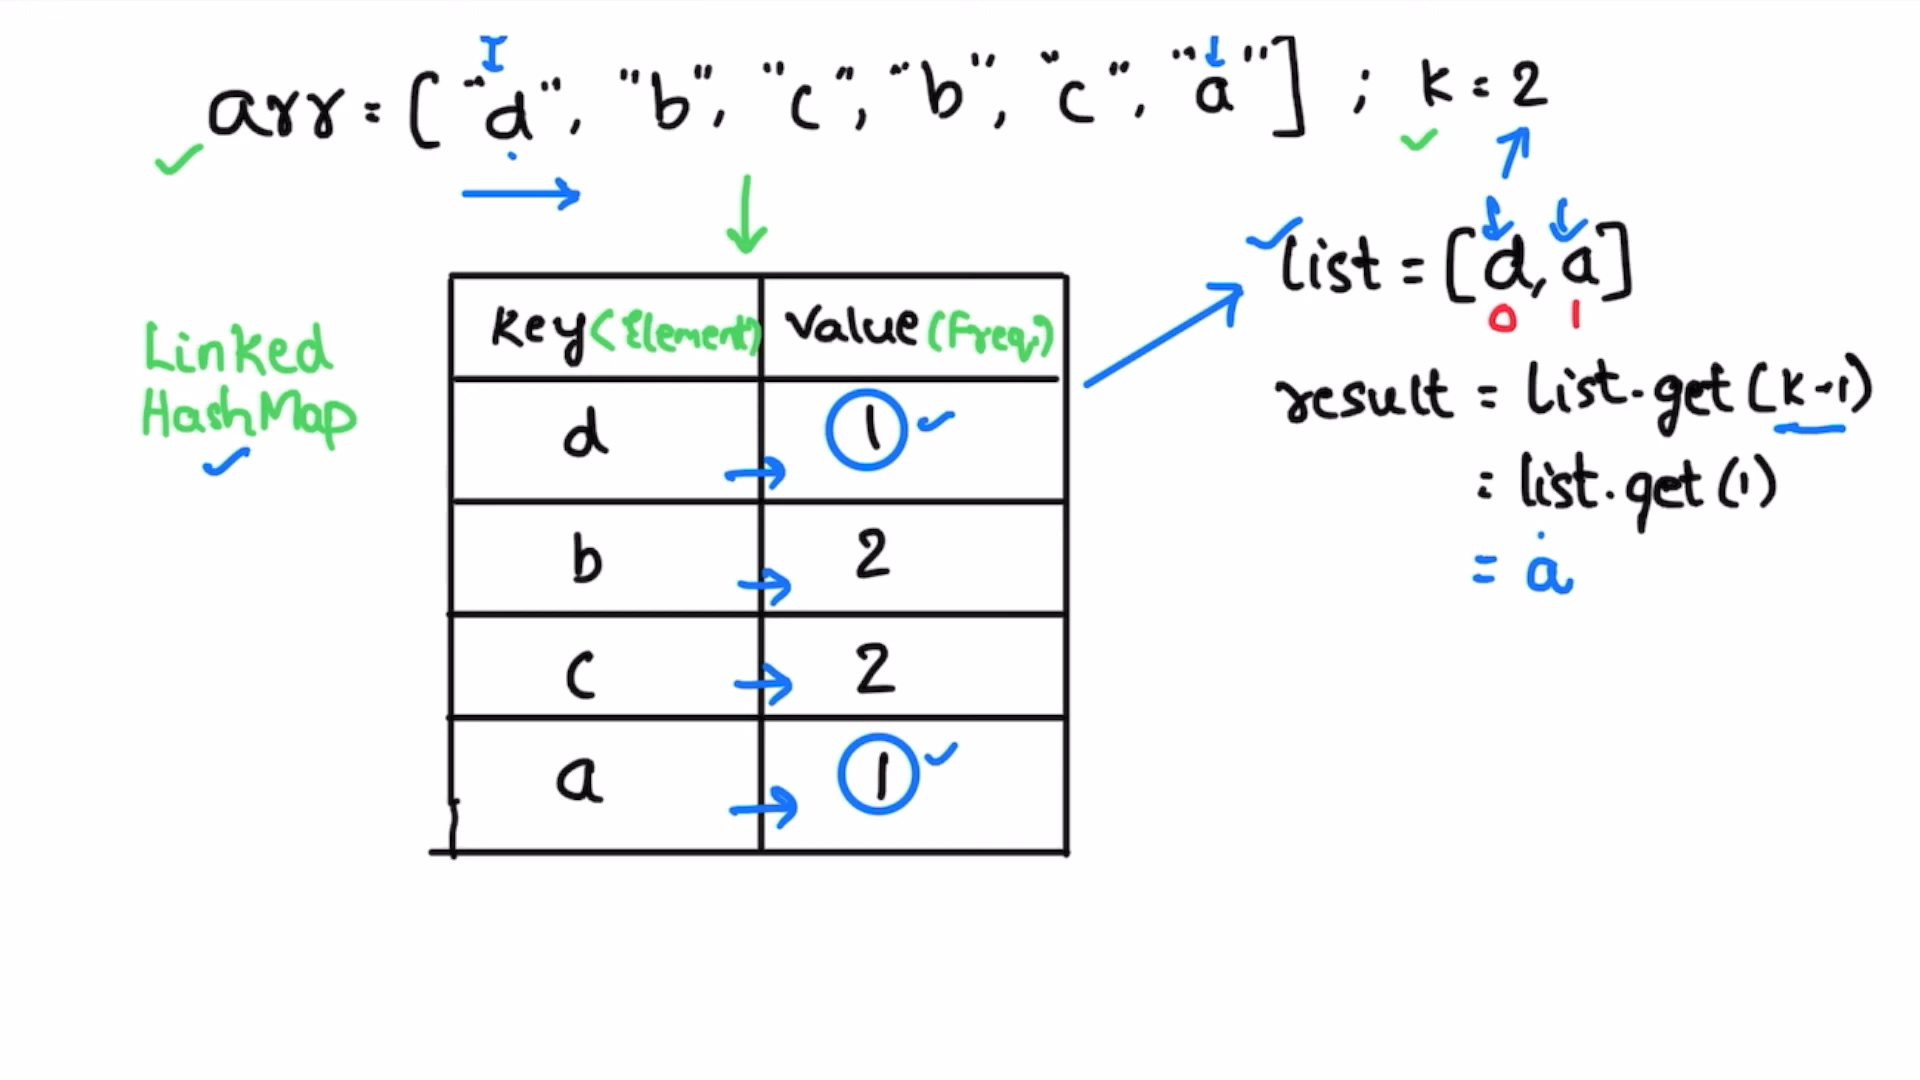 arr = ["d", "b", "c", "b", "c", "a"] ; k = 2
list = [d, a]
0 1
Linked
HashMap
Key (Element) Value (Freq.)
d 1
b 2
c 2
a 1
result = list.get(k-1)
= list.get(1)
= a